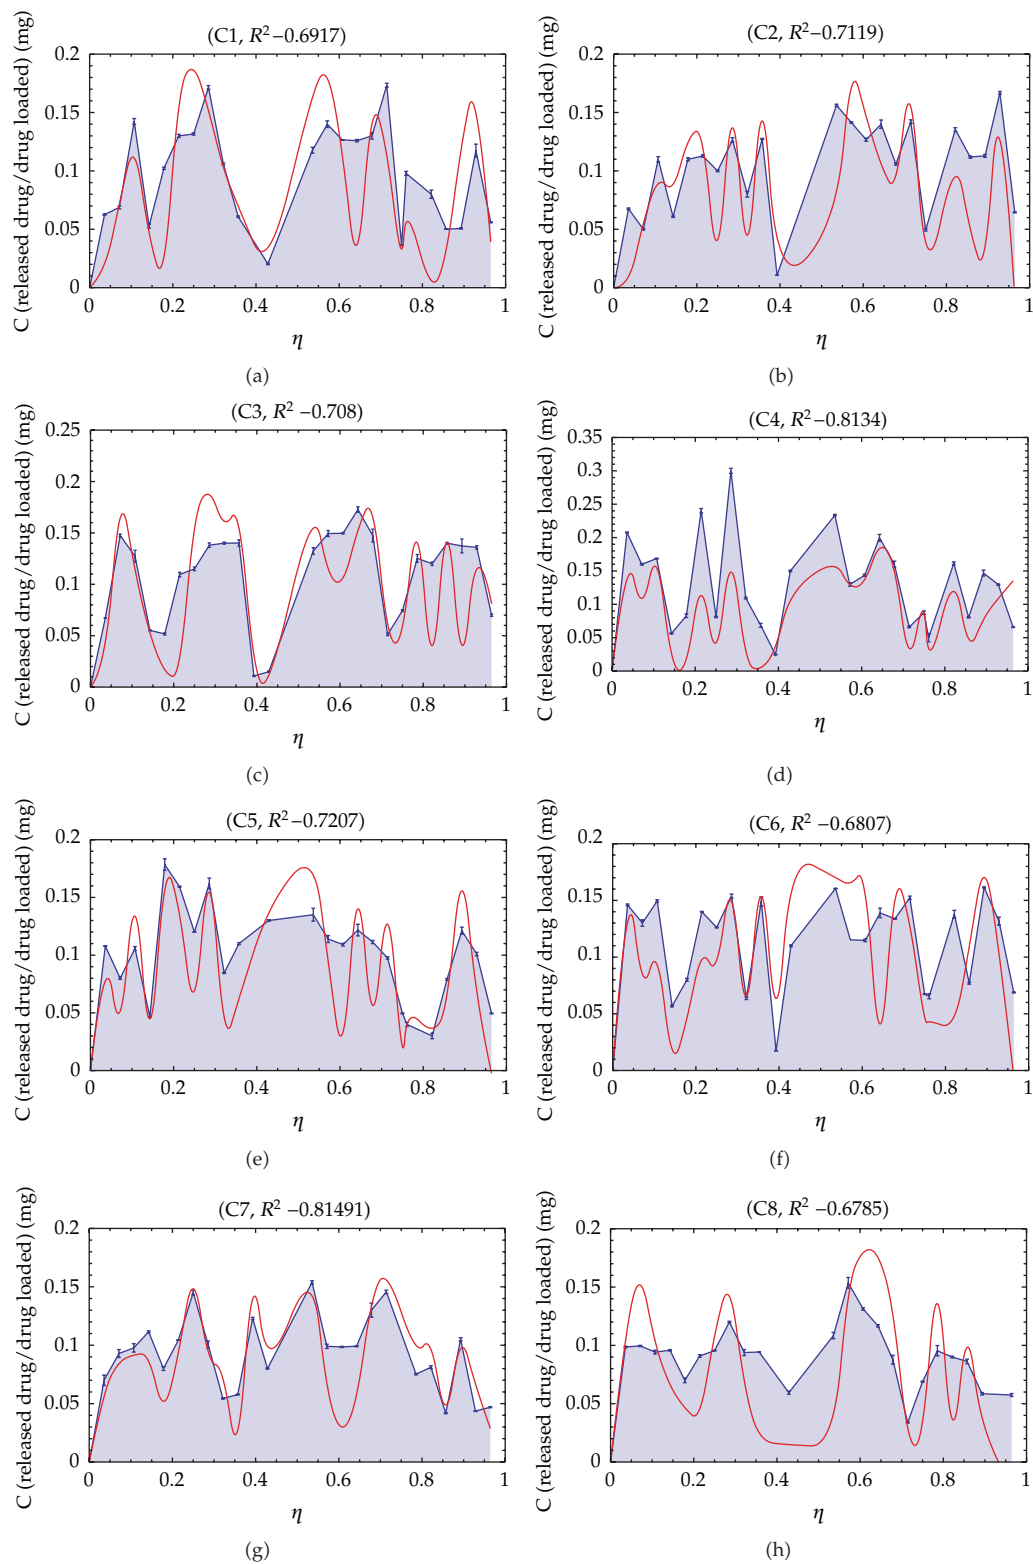 (C1, R²–0.6917)
C (released drug/drug loaded) (mg)
0.2
0.15
0.1
0.05
0
0 0.2 0.4 0.6 0.8 1
η
(a)
(C2, R²–0.7119)
C (released drug/drug loaded) (mg)
0.2
0.15
0.1
0.05
0
0 0.2 0.4 0.6 0.8 1
η
(b)
(C3, R² –0.708)
C (released drug/drug loaded) (mg)
0.25
0.2
0.15
0.1
0.05
0
0 0.2 0.4 0.6 0.8 1
η
(c)
(C4, R²–0.8134)
C (released drug/drug loaded) (mg)
0.35
0.3
0.25
0.2
0.15
0.1
0.05
0
0 0.2 0.4 0.6 0.8 1
η
(d)
(C5, R²–0.7207)
C (released drug/drug loaded) (mg)
0.2
0.15
0.1
0.05
0
0 0.2 0.4 0.6 0.8 1
η
(e)
(C6, R² –0.6807)
C (released drug/drug loaded) (mg)
0.2
0.15
0.1
0.05
0
0 0.2 0.4 0.6 0.8 1
η
(f)
(C7, R² –0.81491)
C (released drug/drug loaded) (mg)
0.2
0.15
0.1
0.05
0
0 0.2 0.4 0.6 0.8 1
η
(g)
(C8, R² –0.6785)
C (released drug/drug loaded) (mg)
0.2
0.15
0.1
0.05
0
0 0.2 0.4 0.6 0.8 1
η
(h)